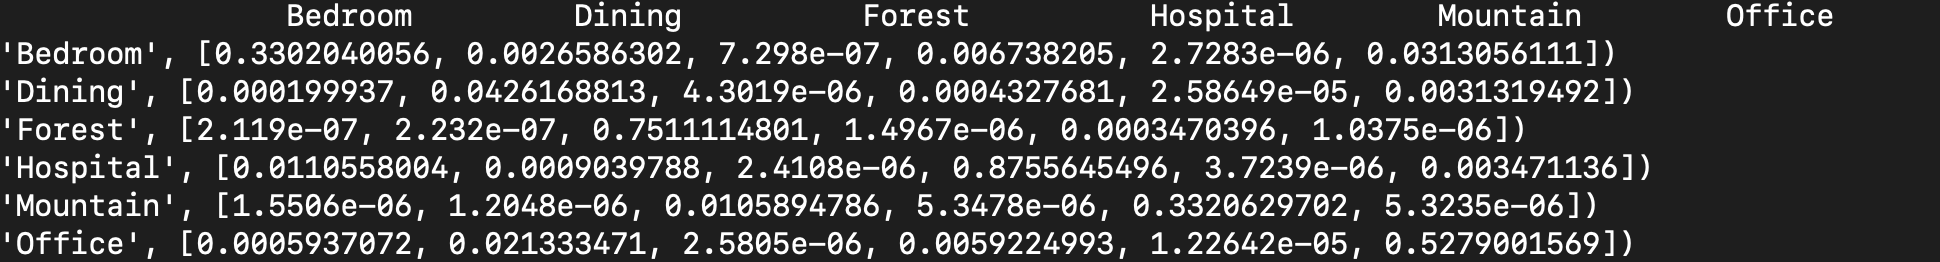 Bedroom Dining Forest Hospital Mountain Office
'Bedroom', [0.3302040056, 0.0026586302, 7.298e-07, 0.006738205, 2.7283e-06, 0.0313056111])
'Dining', [0.000199937, 0.0426168813, 4.3019e-06, 0.0004327681, 2.58649e-05, 0.0031319492])
'Forest', [2.119e-07, 2.232e-07, 0.7511114801, 1.4967e-06, 0.0003470396, 1.0375e-06])
'Hospital', [0.0110558004, 0.0009039788, 2.4108e-06, 0.8755645496, 3.7239e-06, 0.003471136])
'Mountain', [1.5506e-06, 1.2048e-06, 0.0105894786, 5.3478e-06, 0.3320629702, 5.3235e-06])
'Office', [0.0005937072, 0.021333471, 2.5805e-06, 0.0059224993, 1.22642e-05, 0.5279001569])